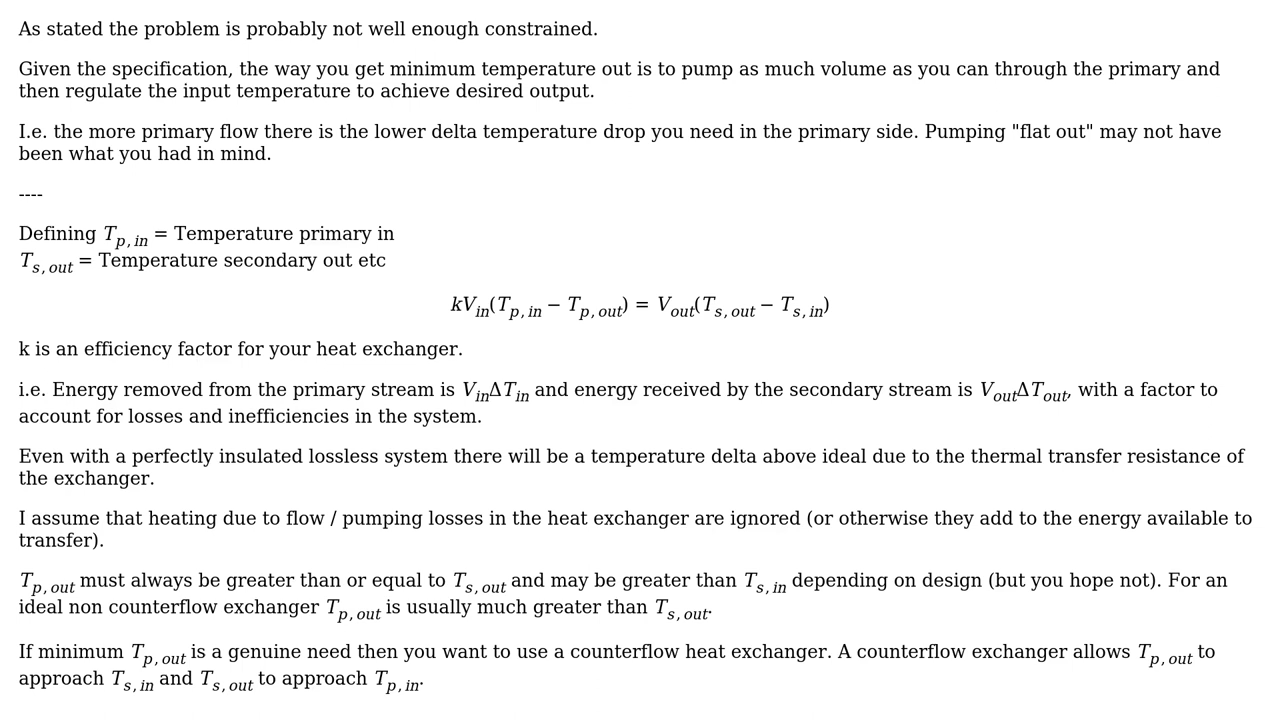 As stated the problem is probably not well enough constrained.
Given the specification, the way you get minimum temperature out is to pump as much volume as you can through the primary and
then regulate the input temperature to achieve desired output.
I.e. the more primary flow there is the lower delta temperature drop you need in the primary side. Pumping "flat out" may not have
been what you had in mind.
----
Defining $T_{p,in}$ = Temperature primary in
$T_{s,out}$ = Temperature secondary out etc
$kV_{in}(T_{p,in} - T_{p,out}) = V_{out}(T_{s,out} - T_{s,in})$
k is an efficiency factor for your heat exchanger.
i.e. Energy removed from the primary stream is $V_{in}\Delta T_{in}$ and energy received by the secondary stream is $V_{out}\Delta T_{out}$, with a factor to
account for losses and inefficiencies in the system.
Even with a perfectly insulated lossless system there will be a temperature delta above ideal due to the thermal transfer resistance of
the exchanger.
I assume that heating due to flow / pumping losses in the heat exchanger are ignored (or otherwise they add to the energy available to
transfer).
$T_{p,out}$ must always be greater than or equal to $T_{s,out}$ and may be greater than $T_{s,in}$ depending on design (but you hope not). For an
ideal non counterflow exchanger $T_{p,out}$ is usually much greater than $T_{s,out}$.
If minimum $T_{p,out}$ is a genuine need then you want to use a counterflow heat exchanger. A counterflow exchanger allows $T_{p,out}$ to
approach $T_{s,in}$ and $T_{s,out}$ to approach $T_{p,in}$.